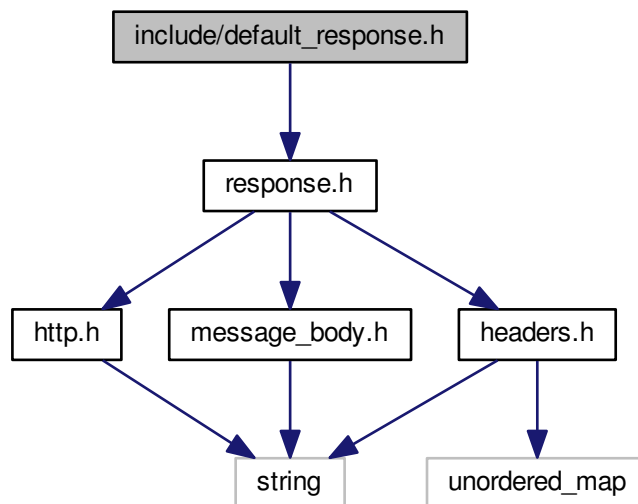 include/default_response.h
response.h
http.h
message_body.h
headers.h
string
unordered_map